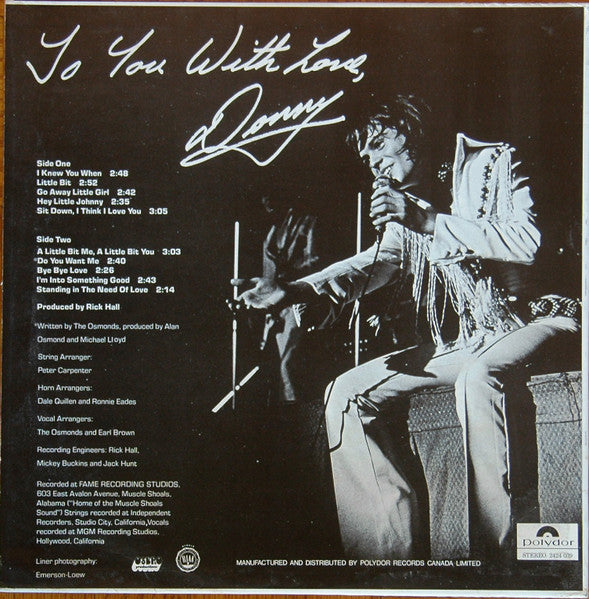 To You With Love,
Donny
Side One
I Knew You When 2:48
Little Bit 2:52
Go Away Little Girl 2:42
Hey Little Johnny 2:35
Sit Down, I Think I Love You 3:05
Side Two
A Little Bit Me, A Little Bit You 3:03
*Do You Want Me 2:40
Bye Bye Love 2:26
I'm Into Something Good 2:43
Standing in The Need Of Love 2:14
Produced by Rick Hall
*Written by The Osmonds, produced by Alan
Osmond and Michael Lloyd
String Arranger:
Peter Carpenter
Horn Arrangers:
Dale Quillen and Ronnie Eades
Vocal Arrangers:
The Osmonds and Earl Brown
Recording Engineers: Rick Hall,
Mickey Buckins and Jack Hunt
Recorded at FAME RECORDING STUDIOS,
603 East Avalon Avenue, Muscle Shoals,
Alabama ("Home of the Muscle Shoals
Sound") Strings recorded at Independent
Recorders, Studio City, California,Vocals
recorded at MGM Recording Studios,
Hollywood, California
Liner photography:
Emerson-Loew
MANUFACTURED AND DISTRIBUTED BY POLYDOR RECORDS CANADA LIMITED
Polydor
STEREO 2424 029